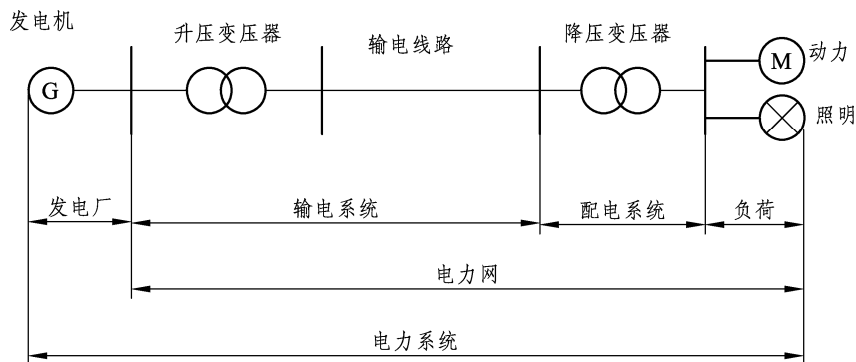 发电机
升压变压器
输电线路
降压变压器
G
M
动力
照明
发电厂
输电系统
配电系统
负荷
电力网
电力系统